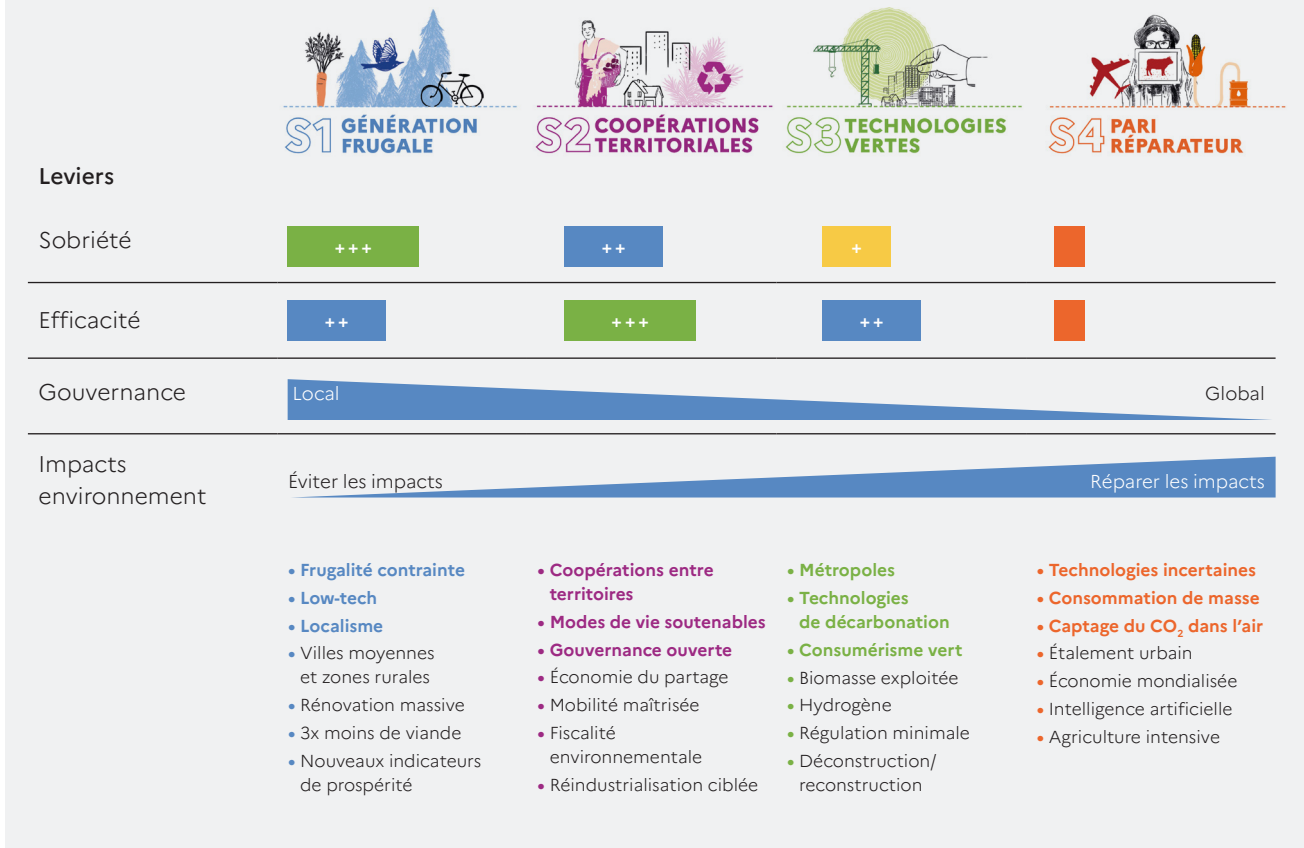 S1 GÉNÉRATION
FRUGALE
S2 COOPÉRATIONS
TERRITORIALES
S3 TECHNOLOGIES
VERTES
S4 PARI
RÉPARATEUR
Leviers
Sobriété
+++
++
+
Efficacité
++
+++
++
Gouvernance
Local
Global
Impacts
environnement
Éviter les impacts
Réparer les impacts
• Frugalité contrainte
• Low-tech
• Localisme
• Villes moyennes
et zones rurales
• Rénovation massive
• 3x moins de viande
• Nouveaux indicateurs
de prospérité
• Coopérations entre
territoires
• Modes de vie soutenables
• Gouvernance ouverte
• Économie du partage
• Mobilité maîtrisée
• Fiscalité
environnementale
• Réindustrialisation ciblée
• Métropoles
• Technologies
de décarbonation
• Consumérisme vert
• Biomasse exploitée
• Hydrogène
• Régulation minimale
• Déconstruction/
reconstruction
• Technologies incertaines
• Consommation de masse
• Captage du CO₂ dans l’air
• Étalement urbain
• Économie mondialisée
• Intelligence artificielle
• Agriculture intensive